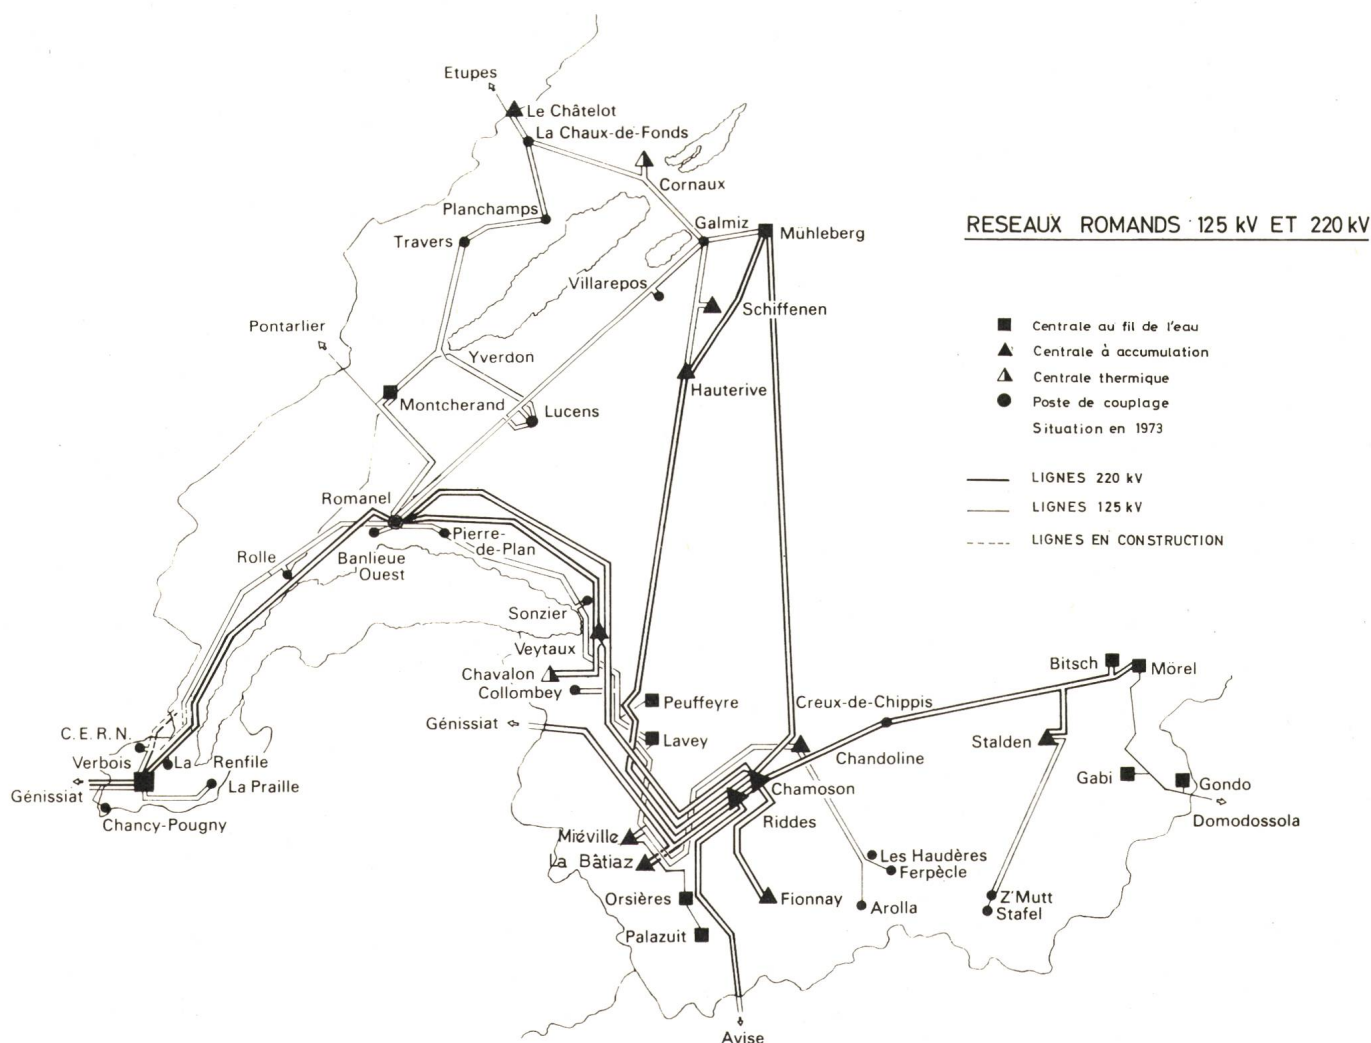 Etupes
Le Châtelot
La Chaux-de-Fonds
Cornaux
Planchamps
Galmiz
Mühleberg
Travers
Villarepos
Schiffenen
Pontarlier
Yverdon
Hauterive
Montcherand
Lucens
Romanel
Pierre-
de-Plan
Rolle
Banlieue
Ouest
Sonzier
Veytaux
Chavalon
Collombey
Génissiat
Peuffeyre
Lavey
Creux-de-Chippis
Bitsch
Mörel
C.E.R.N.
Verbois
La Renfile
La Praille
Génissiat
Chancy-Pougny
Chandoline
Stalden
Gabi
Gondo
Domodossola
Chamoson
Riddes
Miéville
La Bâtiaz
Les Haudères
Ferpècle
Orsières
Fionnay
Arolla
Z'Mutt
Stafel
Palazuit
Avise
RESEAUX ROMANDS 125 kV ET 220 kV
Centrale au fil de l'eau
Centrale à accumulation
Centrale thermique
Poste de couplage
Situation en 1973
LIGNES 220 kV
LIGNES 125 kV
LIGNES EN CONSTRUCTION